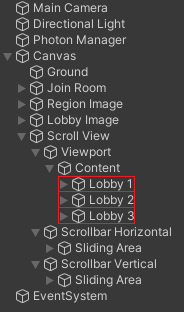 Main Camera
Directional Light
Photon Manager
Canvas
Ground
Join Room
Region Image
Lobby Image
Scroll View
Viewport
Content
Lobby 1
Lobby 2
Lobby 3
Scrollbar Horizontal
Sliding Area
Scrollbar Vertical
Sliding Area
EventSystem